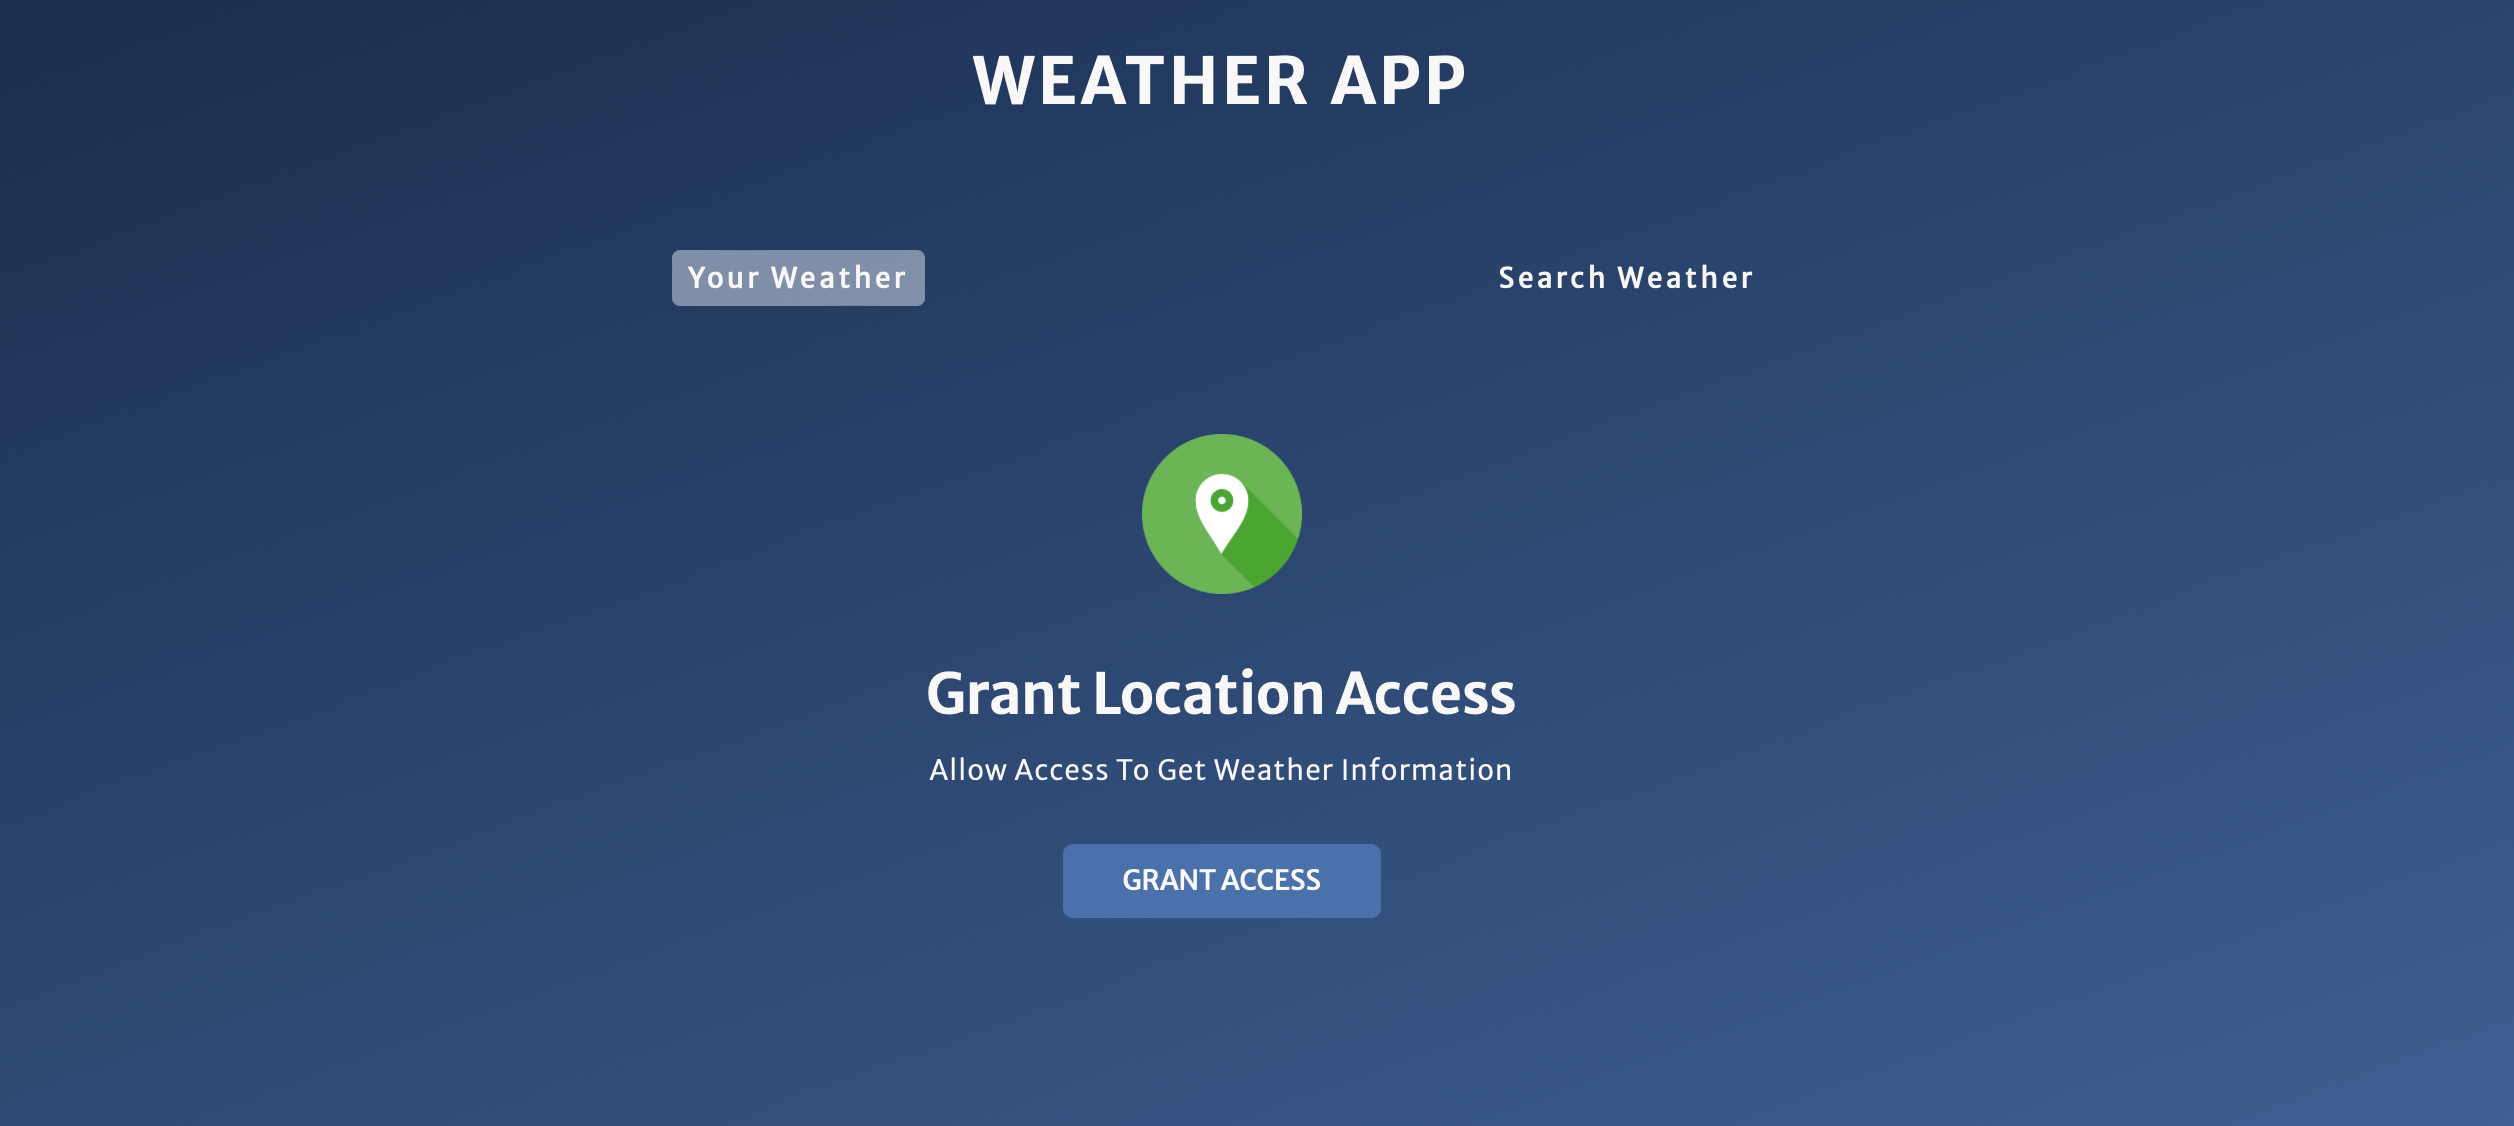 WEATHER APP
Your Weather
Search Weather
Grant Location Access
Allow Access To Get Weather Information
GRANT ACCESS